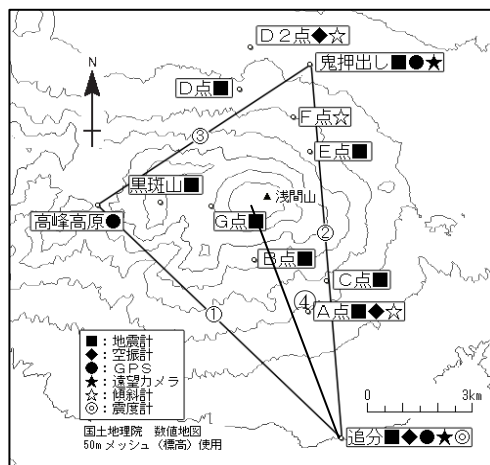 D2点◆☆
鬼押出し■●★
N
D点■
F点☆
③
E点■
黒斑山■
▲浅間山
高峰高原●
G点■
②
B点■
C点■
④
①
A点■◆☆
■:地震計
◆:空振計
●:GPS
★:遠望カメラ
☆:傾斜計
◎:震度計
0 3km
国土地理院 数値地図
50mメッシュ(標高)使用
追分■◆●★◎